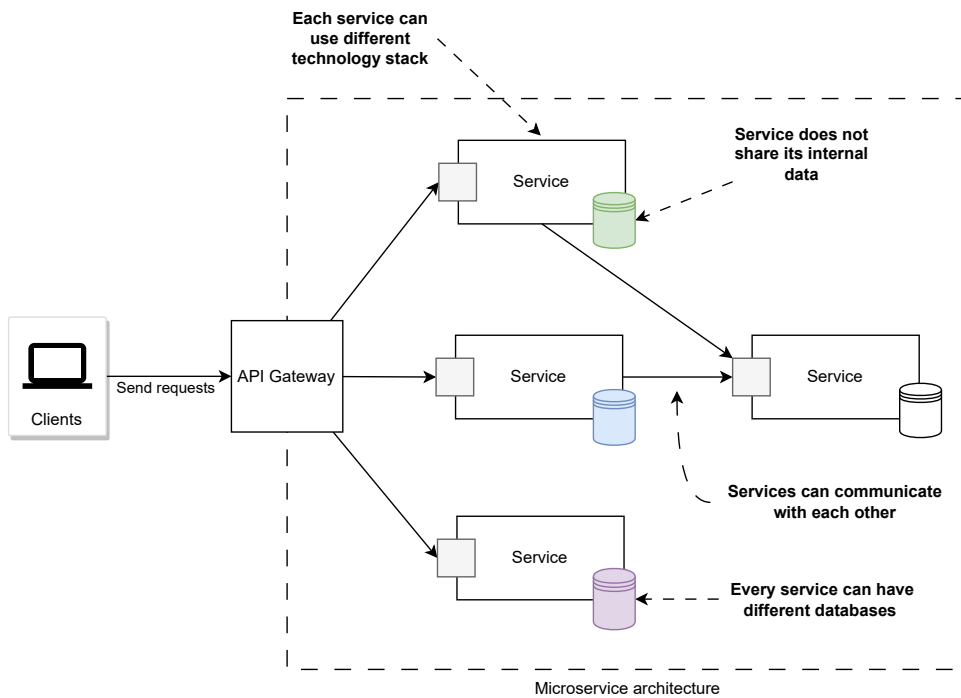 Each service can
use different
technology stack
Service does not
share its internal
data
Service
Clients
Send requests
API Gateway
Service
Service
Services can communicate
with each other
Service
Every service can have
different databases
Microservice architecture